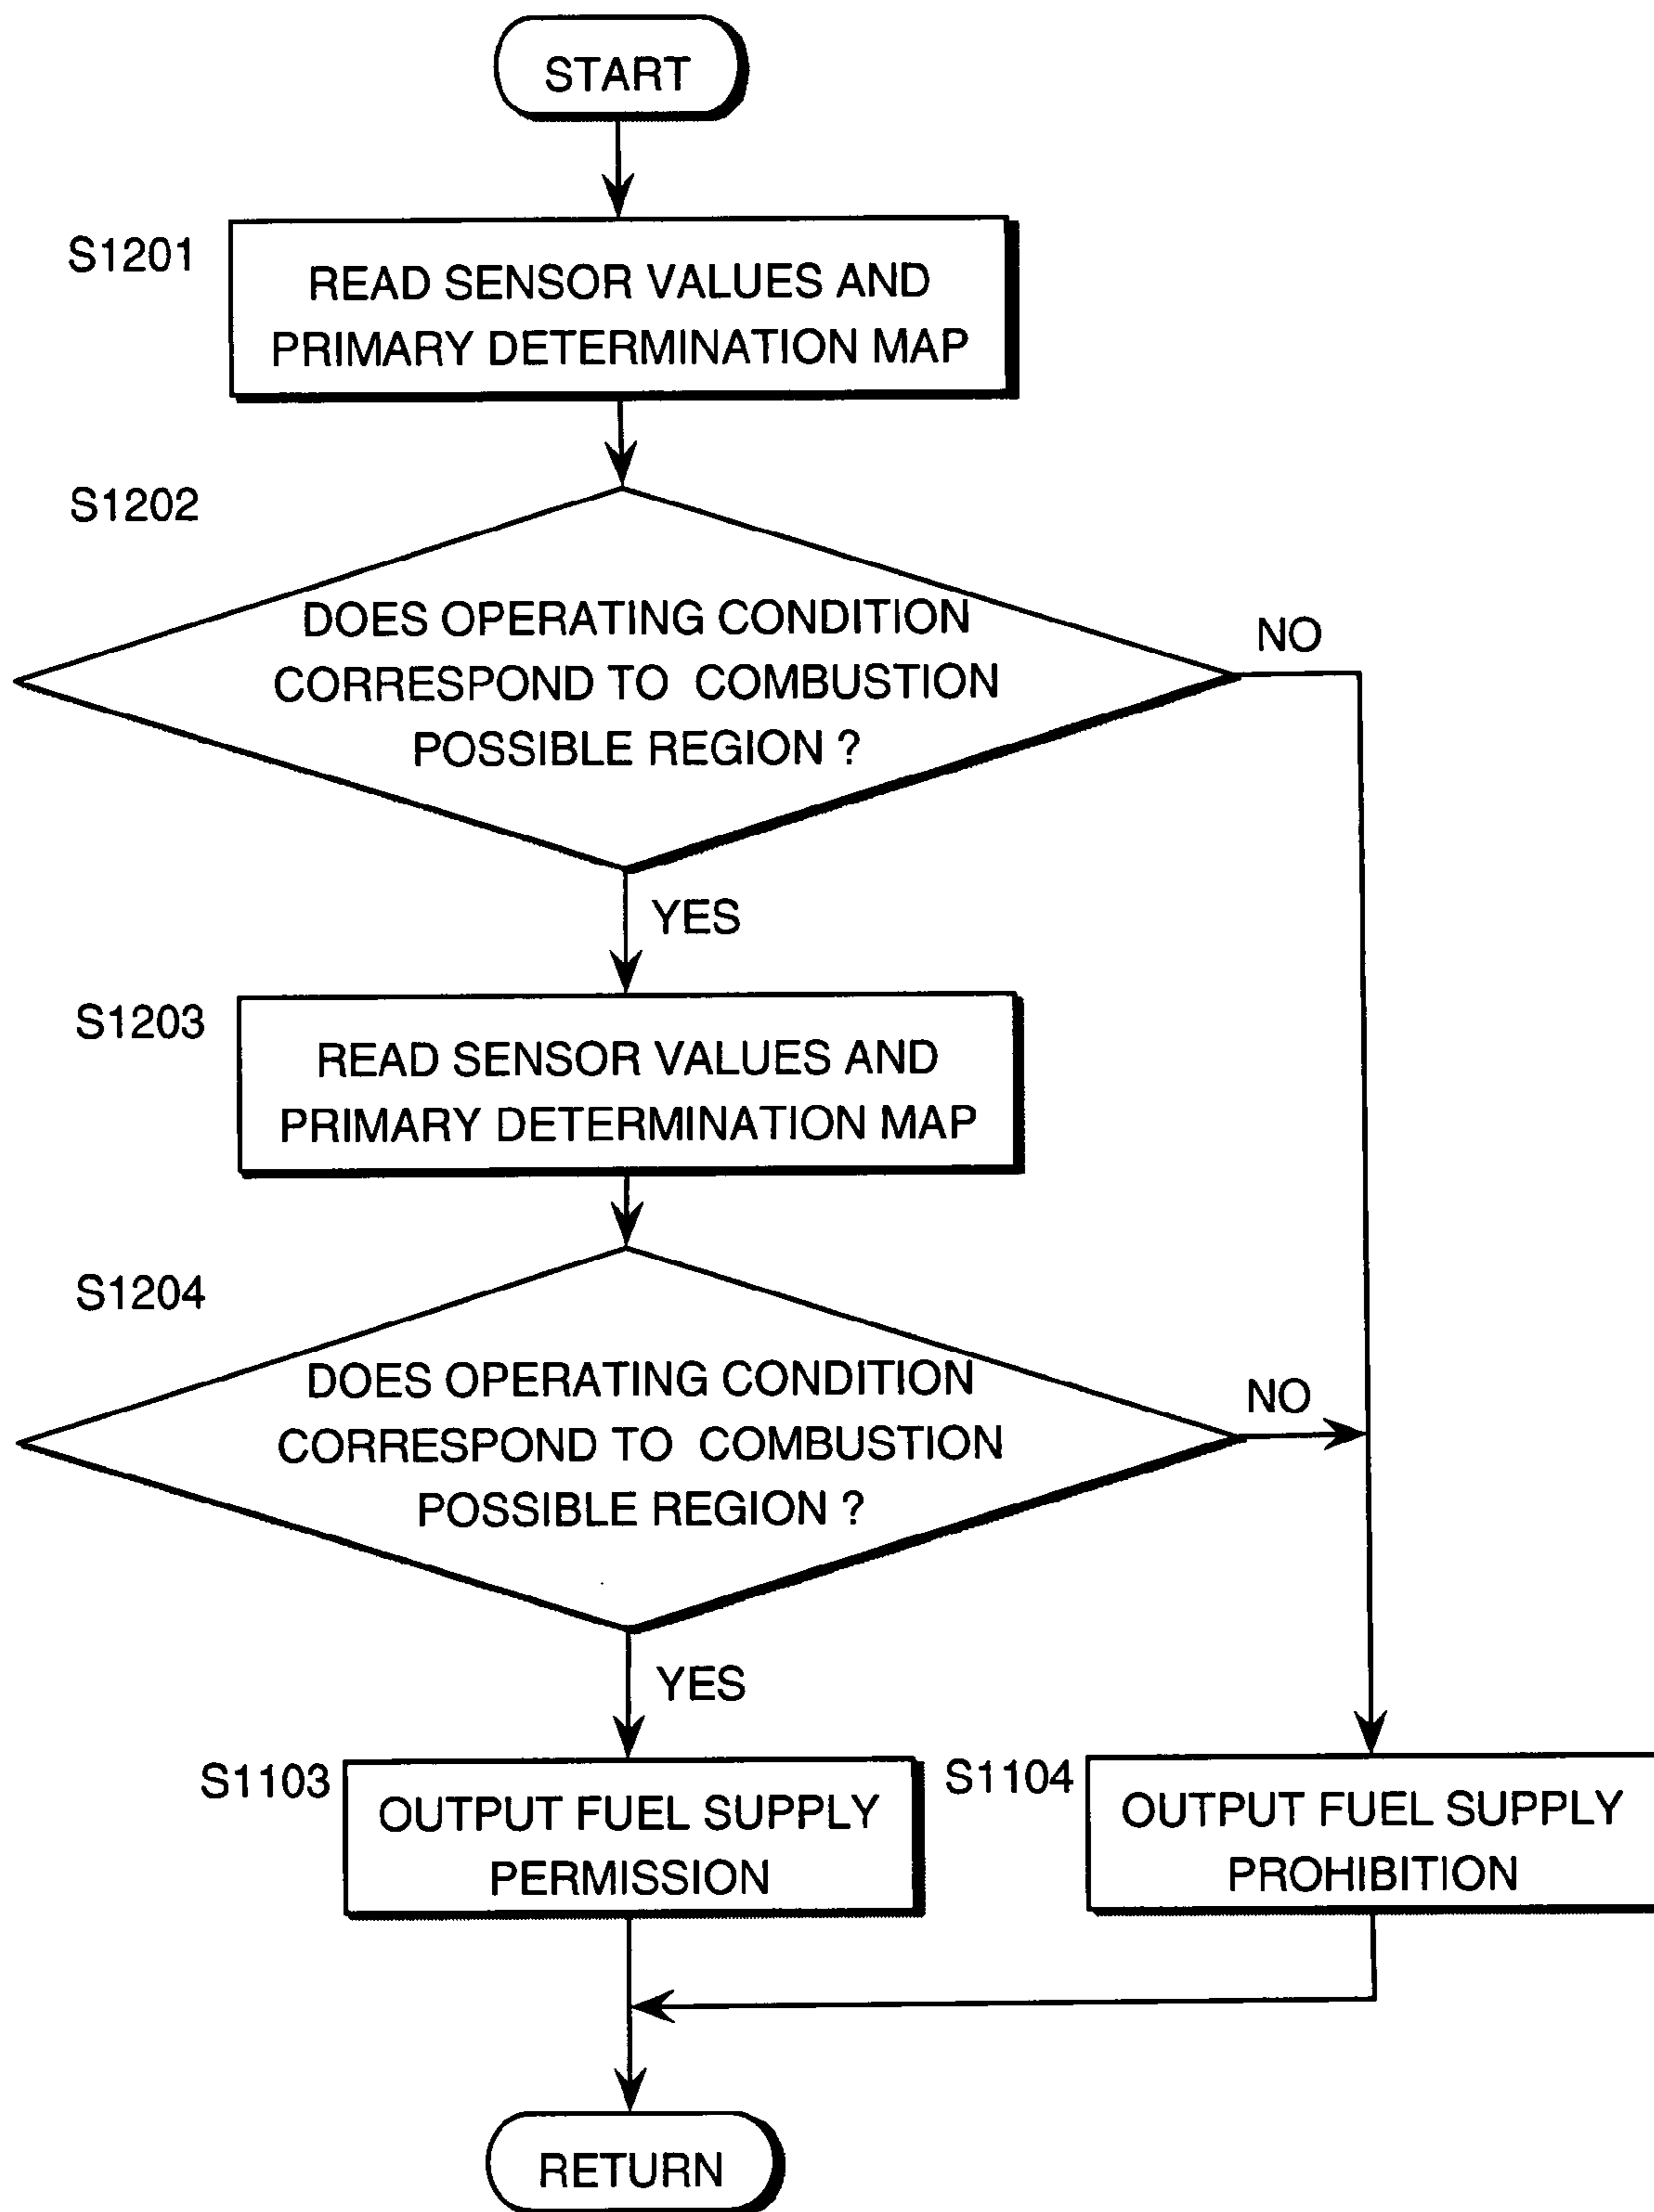 START
S1201
READ SENSOR VALUES AND
PRIMARY DETERMINATION MAP
S1202
DOES OPERATING CONDITION
CORRESPOND TO COMBUSTION
POSSIBLE REGION ?
NO
YES
S1203
READ SENSOR VALUES AND
PRIMARY DETERMINATION MAP
S1204
DOES OPERATING CONDITION
CORRESPOND TO COMBUSTION
POSSIBLE REGION ?
NO
YES
S1103
OUTPUT FUEL SUPPLY
PERMISSION
S1104
OUTPUT FUEL SUPPLY
PROHIBITION
RETURN